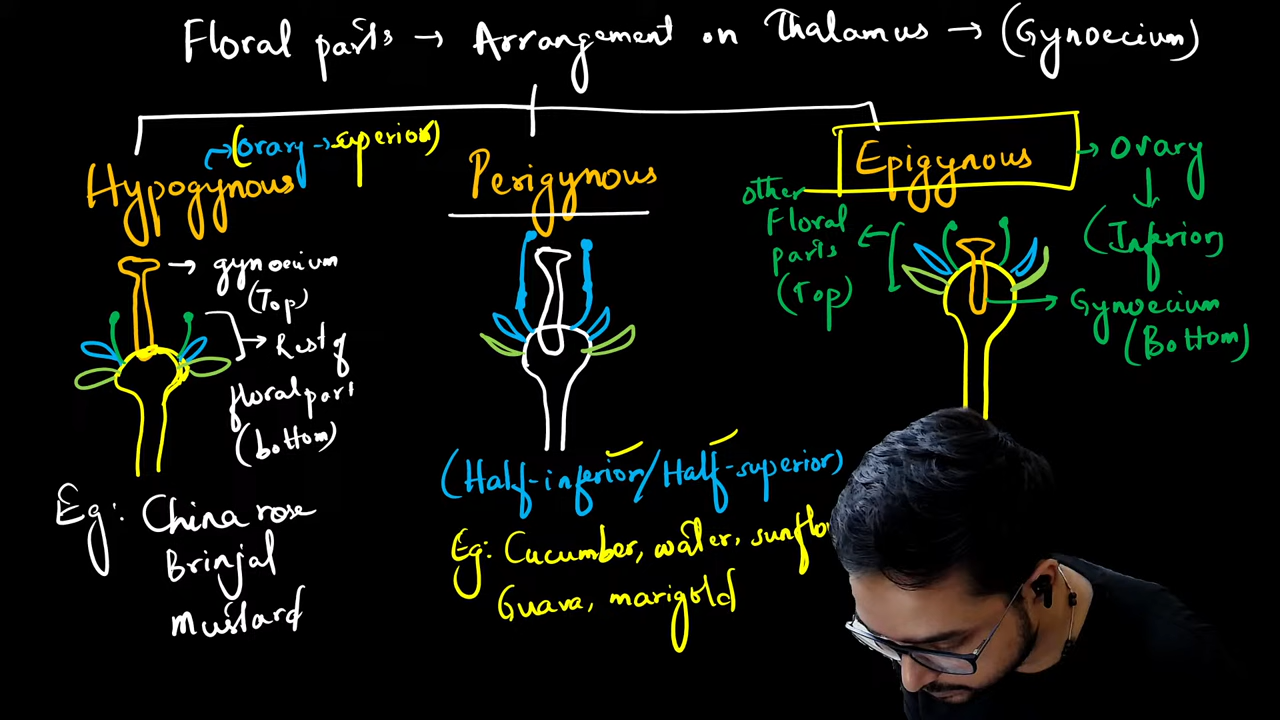 Floral parts → Arrangement on Thalamus → (Gynoecium)
Hypogynous → (Ovary → superior)
gynoecium
(Top)
Rest of
floral part
(bottom)
Eg: China rose
Brinjal
Mustard
Perigynous
(Half-inferior/Half-superior)
Eg: Cucumber, water,
Guava, marigold
Epigynous → Ovary
(Inferior)
other
Floral
parts
(Top)
Gynoecium
(Bottom)